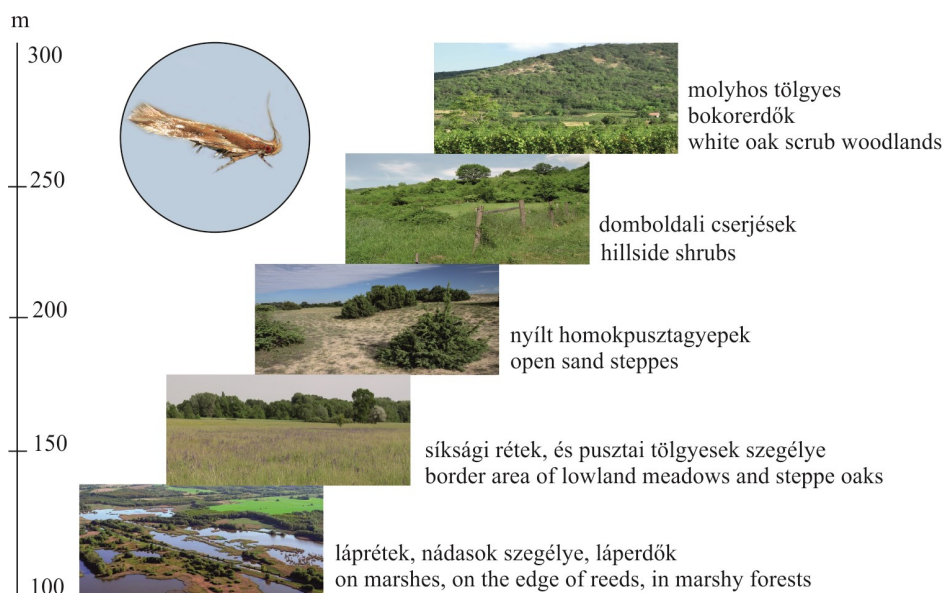 m
300
molyhos tölgyes
bokorerdők
white oak scrub woodlands
250
domboldali cserjések
hillside shrubs
200
nyílt homokpusztagyepek
open sand steppes
150
síksági rétek, és pusztai tölgyesek szegélye
border area of lowland meadows and steppe oaks
láprétek, nádasok szegélye, láperdők
on marshes, on the edge of reeds, in marshy forests
100